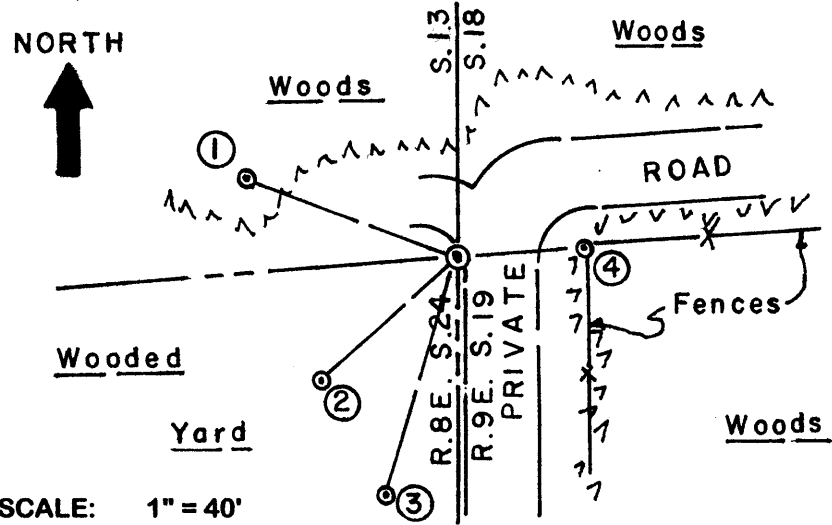 NORTH
Woods
Woods
S.13
S.18
1
ROAD
4
Fences
R.8E. S.24
R.9E. S.19
PRIVATE
Wooded
Yard
2
3
Woods
SCALE: 1" = 40'